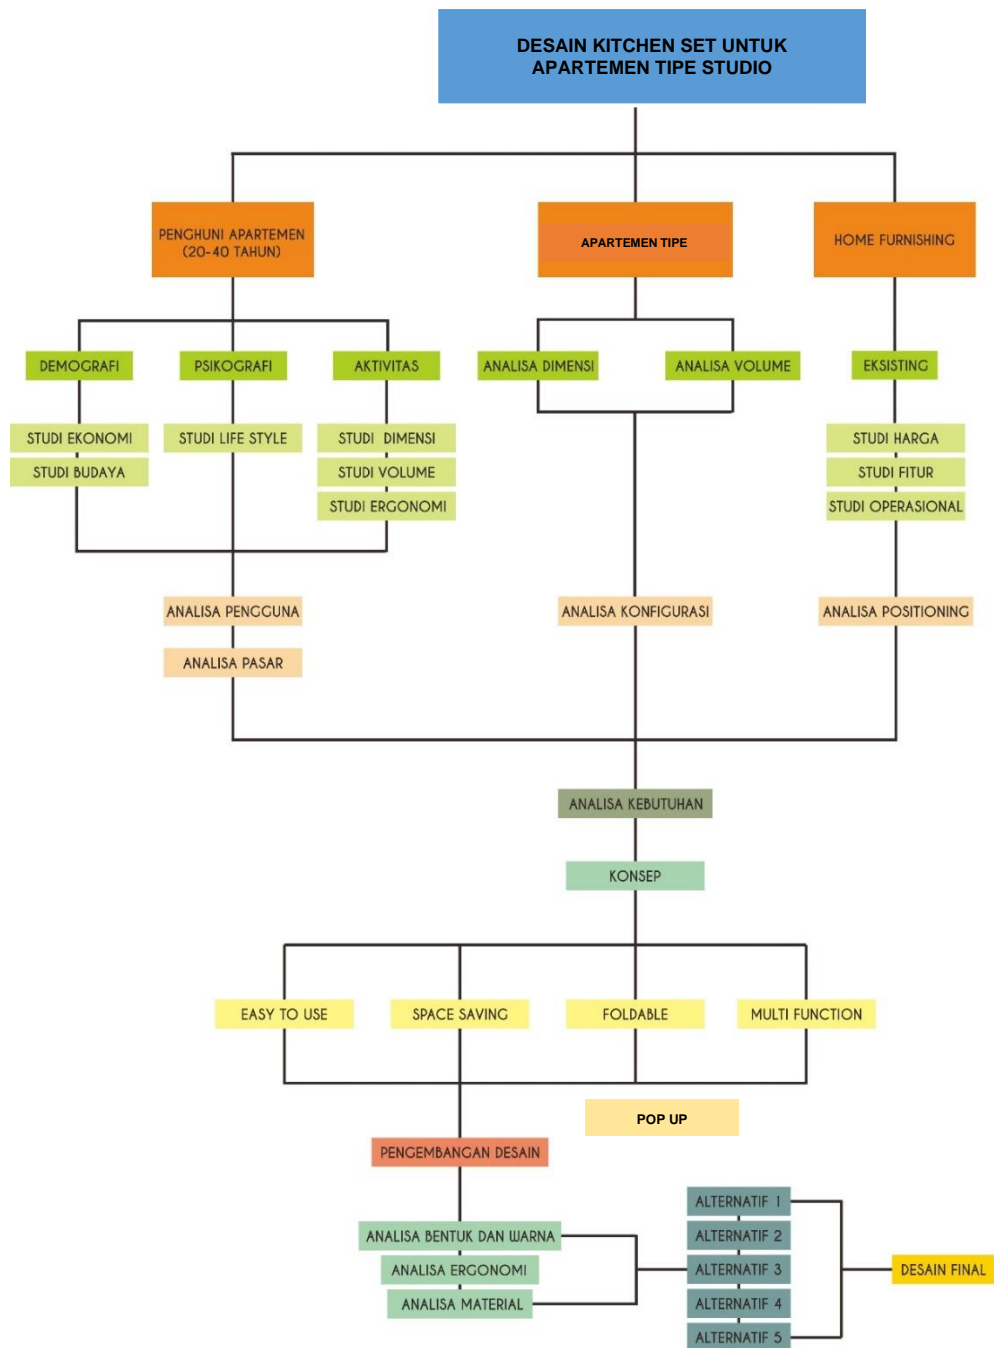 DESAIN KITCHEN SET UNTUK
APARTEMEN TIPE STUDIO
PENGHUNI APARTEMEN
(20-40 TAHUN)
APARTEMEN TIPE
HOME FURNISHING
DEMOGRAFI
PSIKOGRAFI
AKTIVITAS
ANALISA DIMENSI
ANALISA VOLUME
EKSISTING
STUDI EKONOMI
STUDI BUDAYA
STUDI LIFE STYLE
STUDI DIMENSI
STUDI VOLUME
STUDI ERGONOMI
STUDI HARGA
STUDI FITUR
STUDI OPERASIONAL
ANALISA PENGGUNA
ANALISA PASAR
ANALISA KONFIGURASI
ANALISA POSITIONING
ANALISA KEBUTUHAN
KONSEP
EASY TO USE
SPACE SAVING
FOLDABLE
MULTI FUNCTION
POP UP
PENGEMBANGAN DESAIN
ANALISA BENTUK DAN WARNA
ANALISA ERGONOMI
ANALISA MATERIAL
ALTERNATIF 1
ALTERNATIF 2
ALTERNATIF 3
ALTERNATIF 4
ALTERNATIF 5
DESAIN FINAL